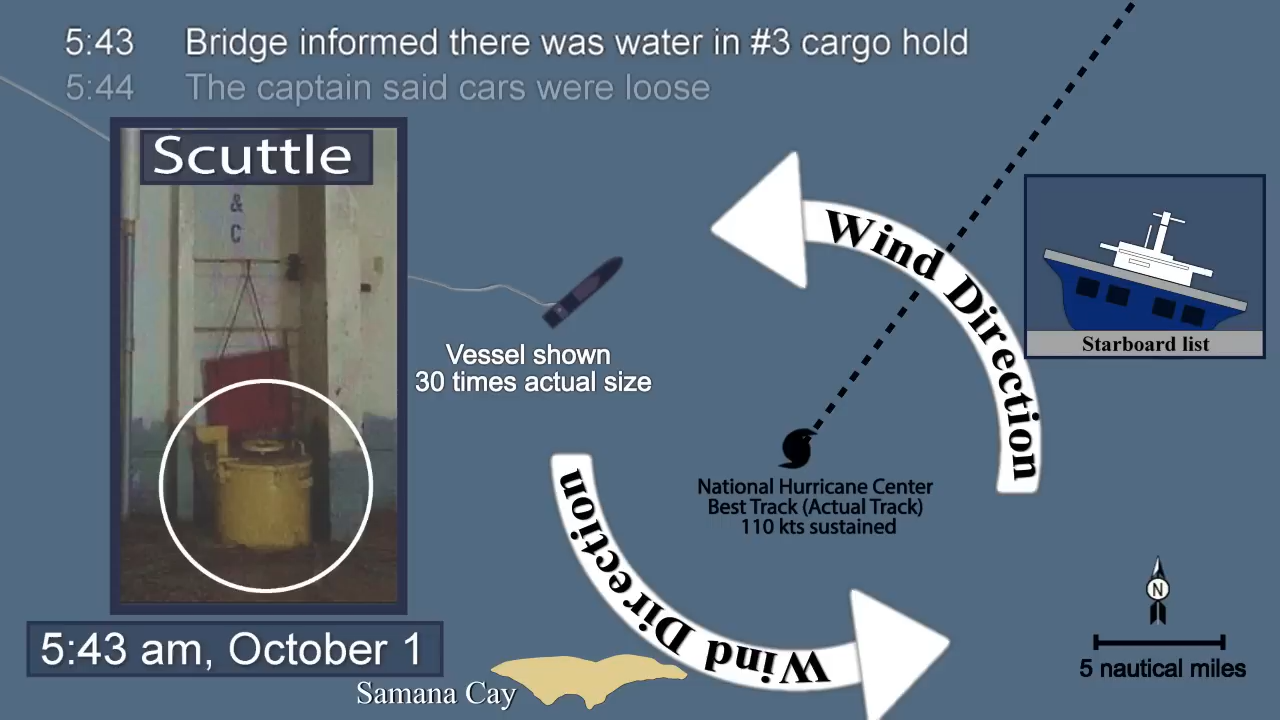 5:43 Bridge informed there was water in #3 cargo hold
5:44 The captain said cars were loose
Scuttle
&
C
Wind Direction
Starboard list
Vessel shown
30 times actual size
National Hurricane Center
Best Track (Actual Track)
110 kts sustained
Wind Direction
N
5 nautical miles
5:43 am, October 1
Samana Cay